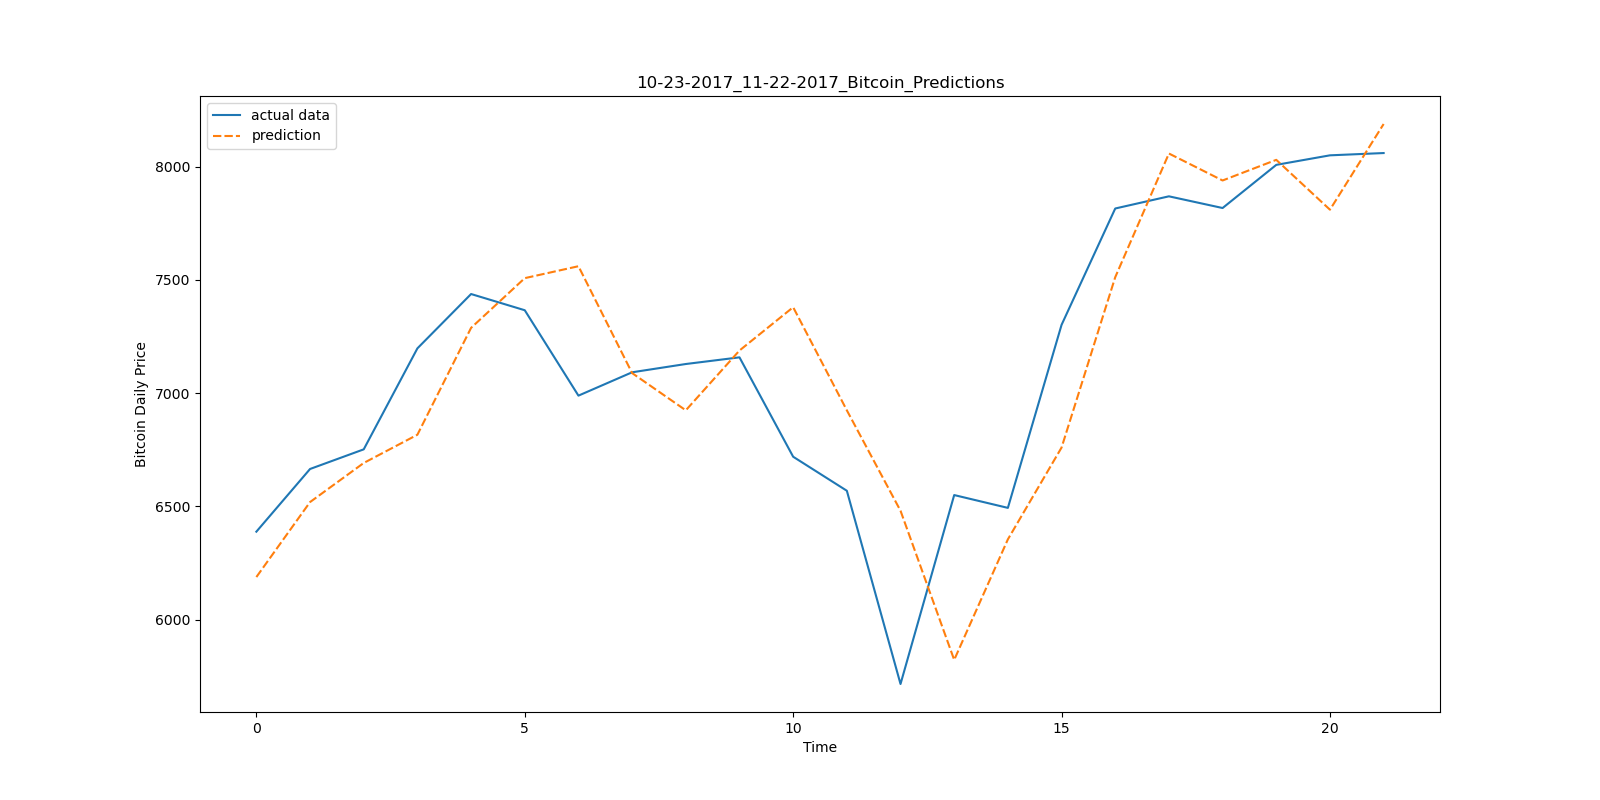 10-23-2017_11-22-2017_Bitcoin_Predictions
actual data
prediction
Bitcoin Daily Price
8000
7500
7000
6500
6000
0 5 10 15 20
Time